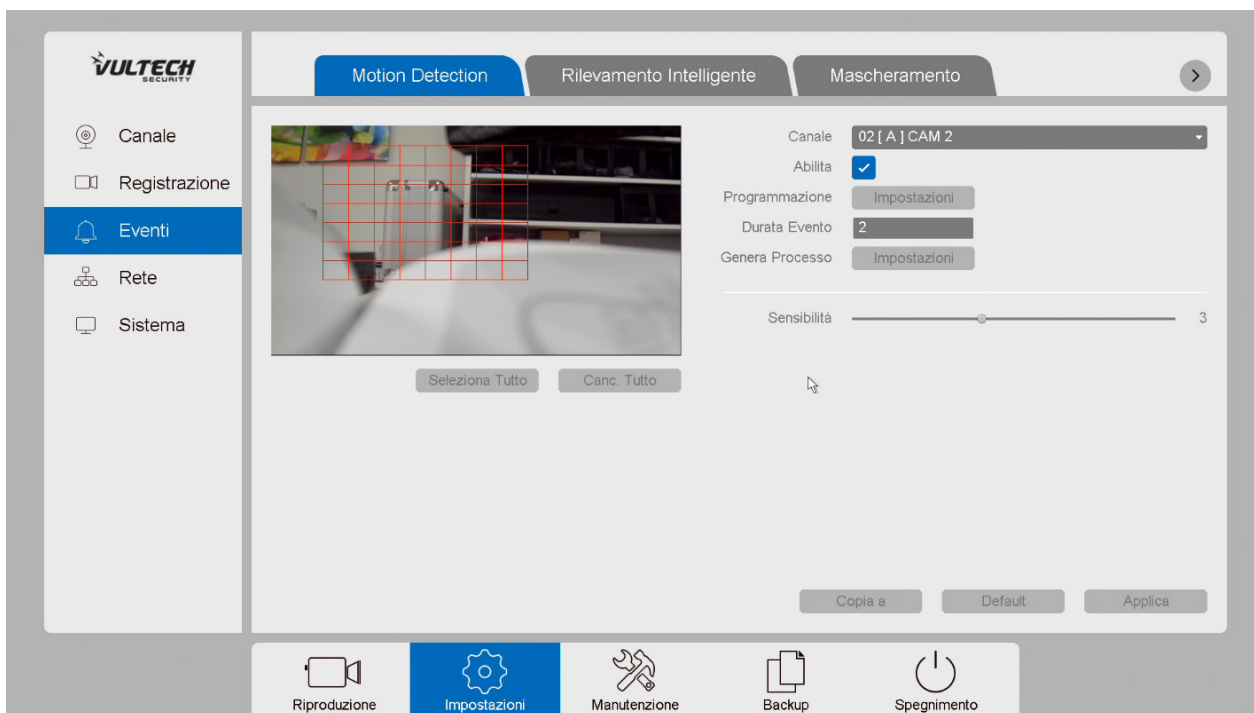 VULTECH
SECURITY
Motion Detection
Rilevamento Intelligente
Mascheramento
Canale
Registrazione
Eventi
Rete
Sistema
Canale 02 [ A ] CAM 2
Abilita
Programmazione Impostazioni
Durata Evento 2
Genera Processo Impostazioni
Sensibilità 3
Seleziona Tutto Canc. Tutto
Copia a Default Applica
Riproduzione Impostazioni Manutenzione Backup Spegnimento